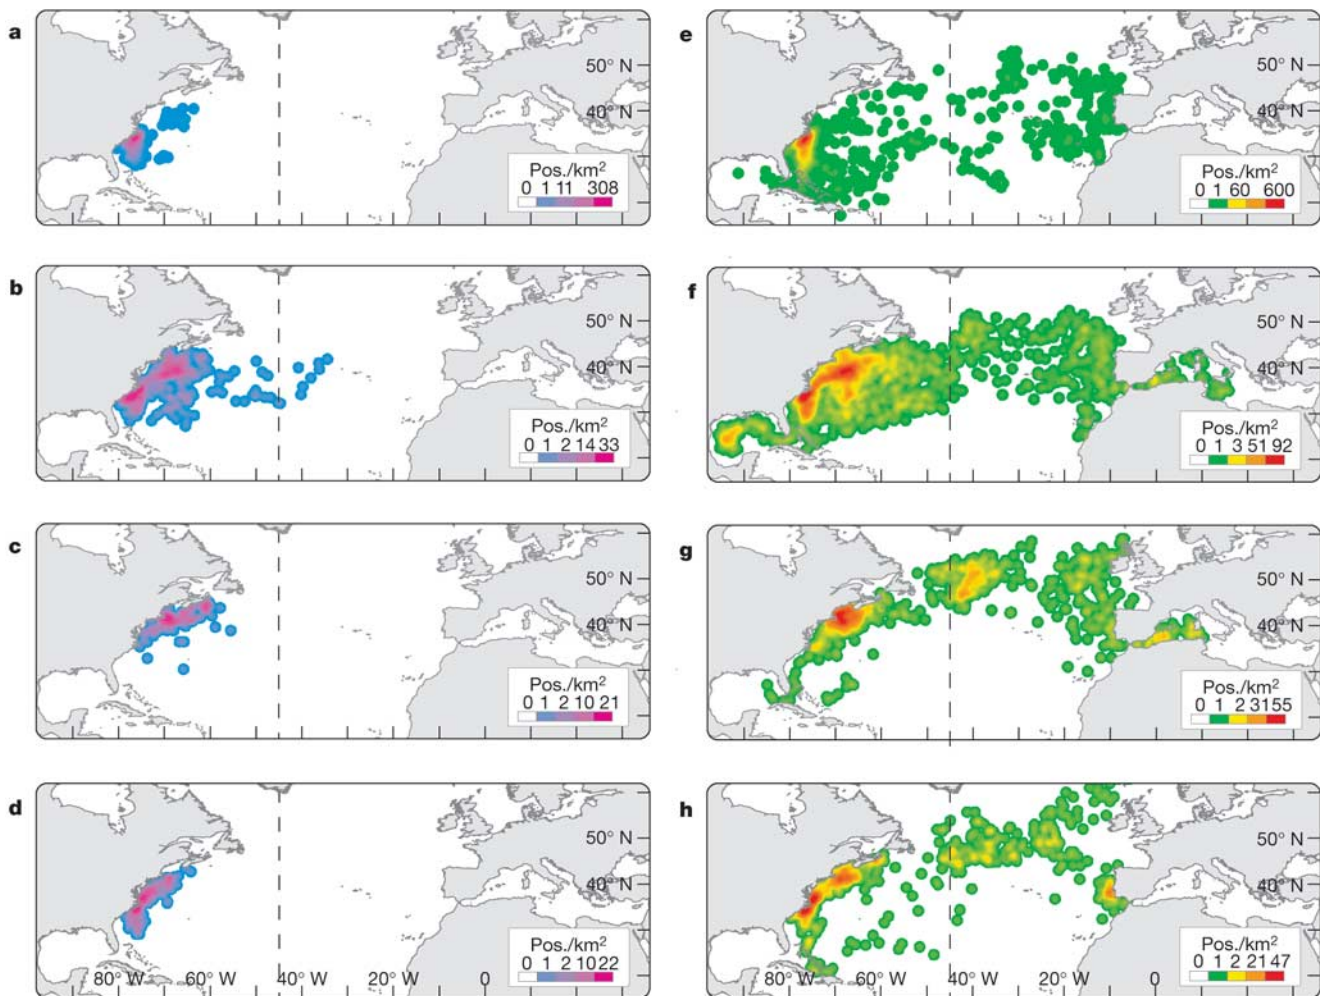 a
50° N
40° N
Pos./km²
0 1 11 308
e
50° N
40° N
Pos./km²
0 1 60 600
b
50° N
40° N
Pos./km²
0 1 2 14 33
f
50° N
40° N
Pos./km²
0 1 3 51 92
c
50° N
40° N
Pos./km²
0 1 2 10 21
g
50° N
40° N
Pos./km²
0 1 2 31 55
d
50° N
40° N
Pos./km²
0 1 2 10 22
80° W 60° W 40° W 20° W 0
h
50° N
40° N
Pos./km²
0 1 2 21 47
80° W 60° W 40° W 20° W 0